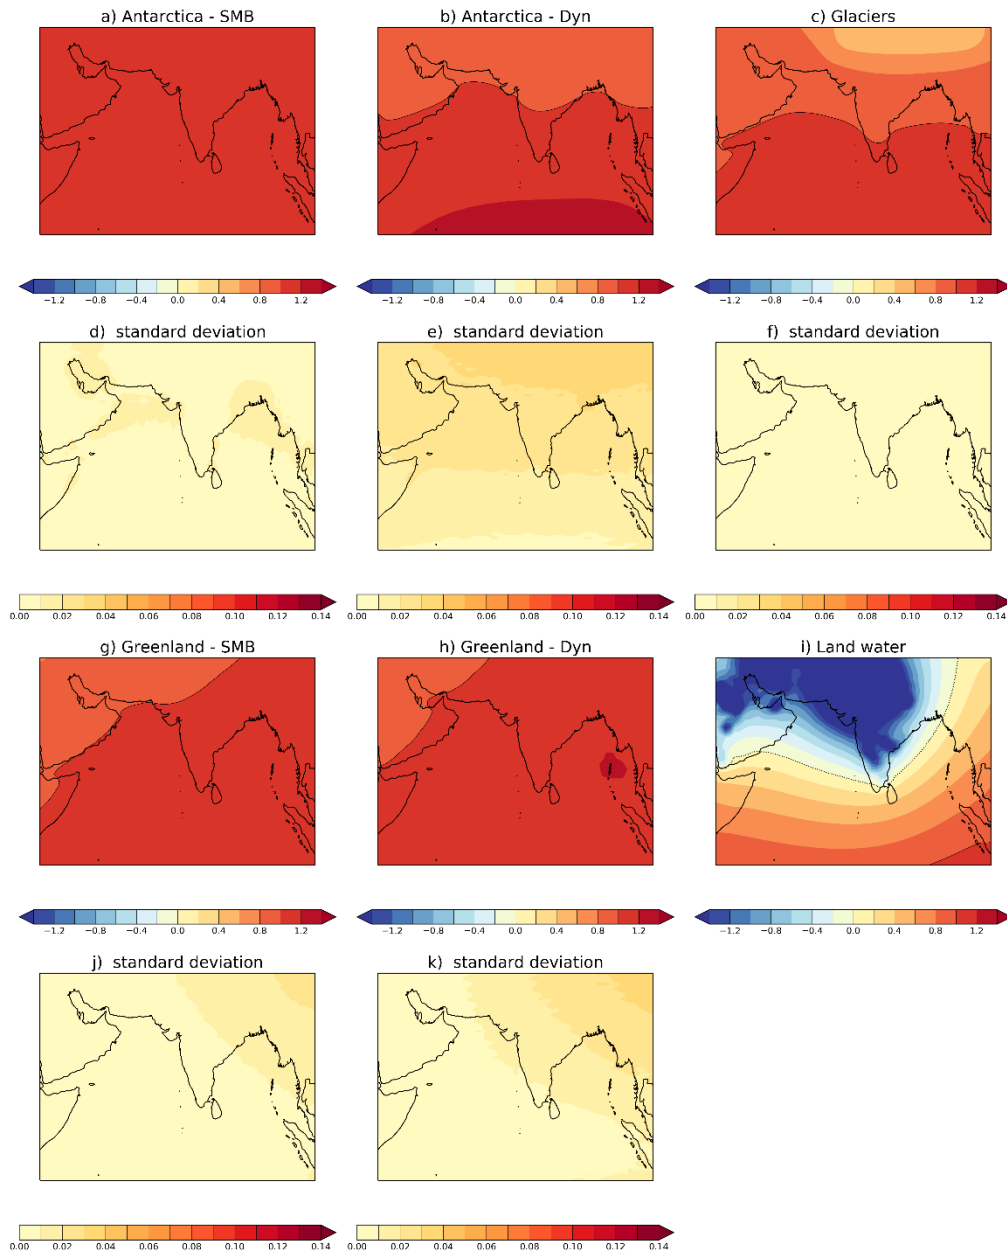 a) Antarctica - SMB
b) Antarctica - Dyn
c) Glaciers
−1.2 −0.8 −0.4 0.0 0.4 0.8 1.2
−1.2 −0.8 −0.4 0.0 0.4 0.8 1.2
−1.2 −0.8 −0.4 0.0 0.4 0.8 1.2
d) standard deviation
e) standard deviation
f) standard deviation
0.00 0.02 0.04 0.06 0.08 0.10 0.12 0.14
0.00 0.02 0.04 0.06 0.08 0.10 0.12 0.14
0.00 0.02 0.04 0.06 0.08 0.10 0.12 0.14
g) Greenland - SMB
h) Greenland - Dyn
i) Land water
−1.2 −0.8 −0.4 0.0 0.4 0.8 1.2
−1.2 −0.8 −0.4 0.0 0.4 0.8 1.2
−1.2 −0.8 −0.4 0.0 0.4 0.8 1.2
j) standard deviation
k) standard deviation
0.00 0.02 0.04 0.06 0.08 0.10 0.12 0.14
0.00 0.02 0.04 0.06 0.08 0.10 0.12 0.14